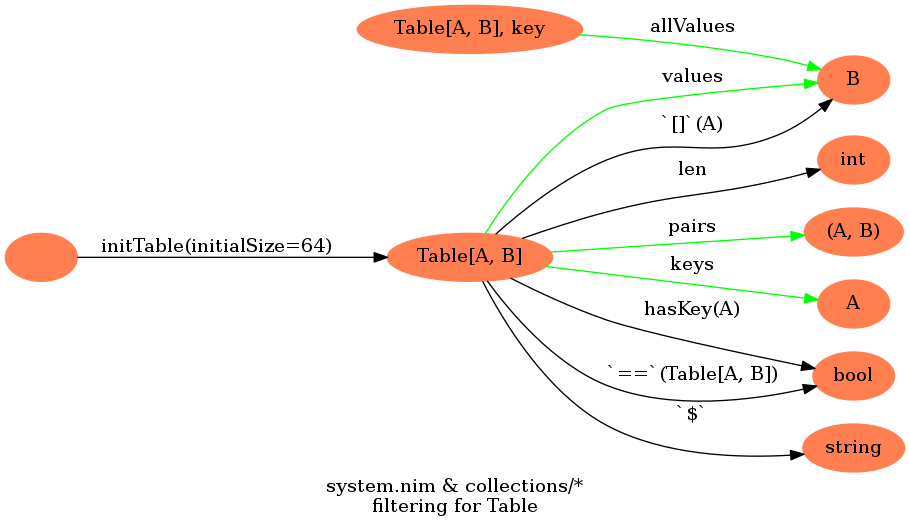 Table[A, B], key
allValues
B
values
`[]`(A)
int
len
pairs
(A, B)
initTable(initialSize=64)
Table[A, B]
keys
A
hasKey(A)
bool
`==`(Table[A, B])
`$`
string
system.nim & collections/*
filtering for Table